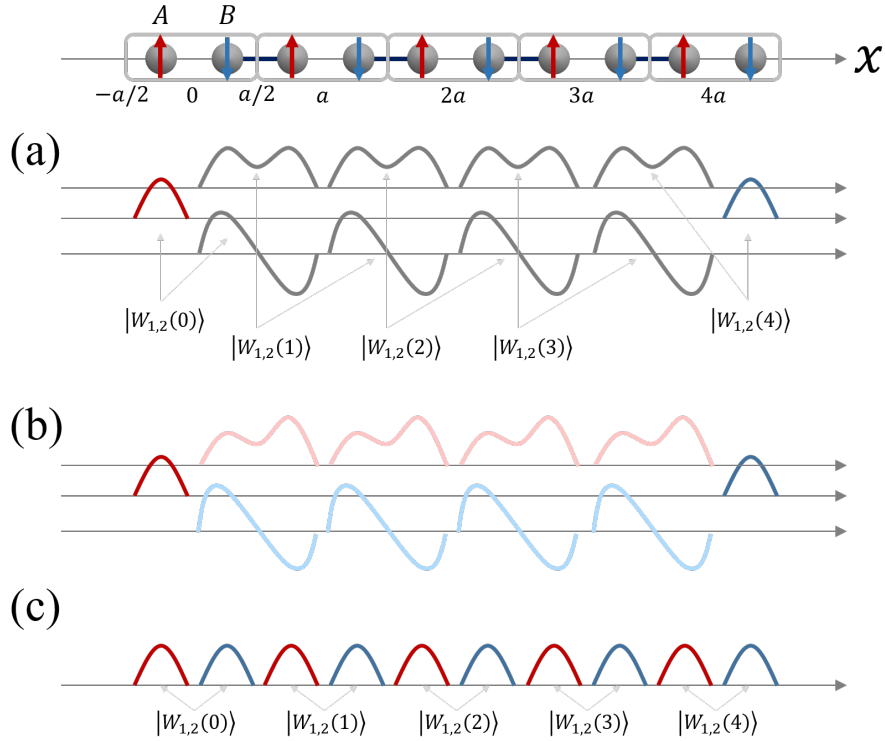 A B
x
−a/2 0 a/2 a 2a 3a 4a
(a)
|W₁,₂(0)⟩ |W₁,₂(4)⟩
|W₁,₂(1)⟩ |W₁,₂(2)⟩ |W₁,₂(3)⟩
(b)
(c)
|W₁,₂(0)⟩ |W₁,₂(1)⟩ |W₁,₂(2)⟩ |W₁,₂(3)⟩ |W₁,₂(4)⟩